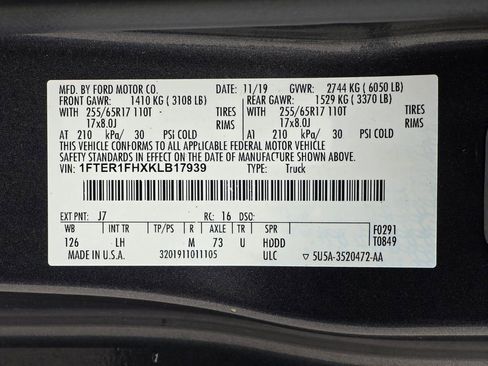 MFD. BY FORD MOTOR CO. DATE: 11/19 GVWR: 2744 KG ( 6050 LB)
FRONT GAWR: 1410 KG ( 3108 LB) REAR GAWR: 1529 KG ( 3370 LB)
WITH 255/65R17 110T TIRES WITH 255/65R17 110T TIRES
17x8.0J 17x8.0J
AT 210 kPa/ 30 PSI COLD AT 210 kPa/ 30 PSI COLD
THIS VEHICLE CONFORMS TO ALL APPLICABLE FEDERAL MOTOR VEHICLE
SAFETY STANDARDS IN EFFECT ON THE DATE OF MANUFACTURE SHOWN ABOVE.
VIN: 1FTER1FHXKLB17939 TYPE: Truck
EXT PNT: J7 RC: 16 DSO: F0291
WB INT TR TP/PS R AXLE TR SPR T0849
126 LH M 73 U HDDD
MADE IN U.S.A. 3201911011105 ULC ▽ 5U5A-3520472-AA